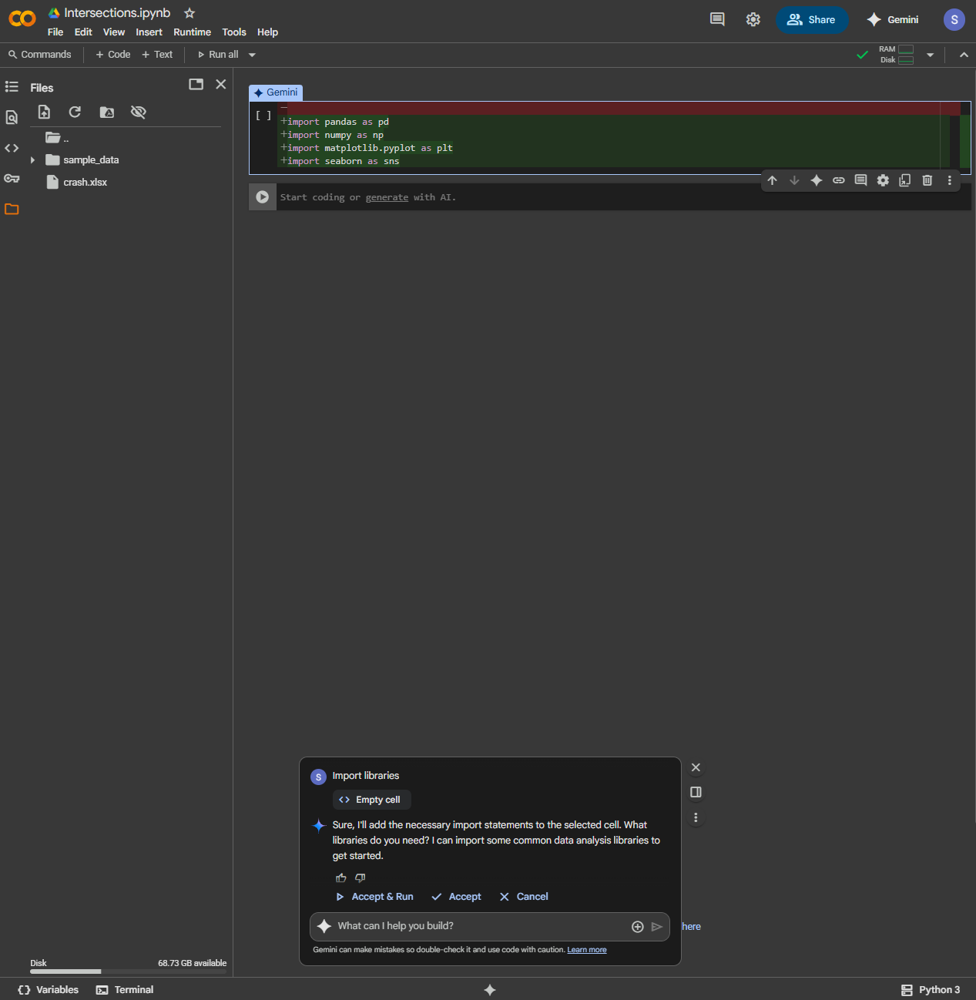 Intersections.ipynb
File Edit View Insert Runtime Tools Help
Share
Gemini
S
Commands
+ Code + Text
Run all
RAM
Disk
Files
..
sample_data
crash.xlsx
Gemini
[ ]
−
+import pandas as pd
+import numpy as np
+import matplotlib.pyplot as plt
+import seaborn as sns
Start coding or generate with AI.
S Import libraries
<> Empty cell
Sure, I'll add the necessary import statements to the selected cell. What
libraries do you need? I can import some common data analysis libraries to
get started.
Accept & Run Accept Cancel
What can I help you build?
here
Gemini can make mistakes so double-check it and use code with caution. Learn more
Disk 68.73 GB available
Variables Terminal Python 3